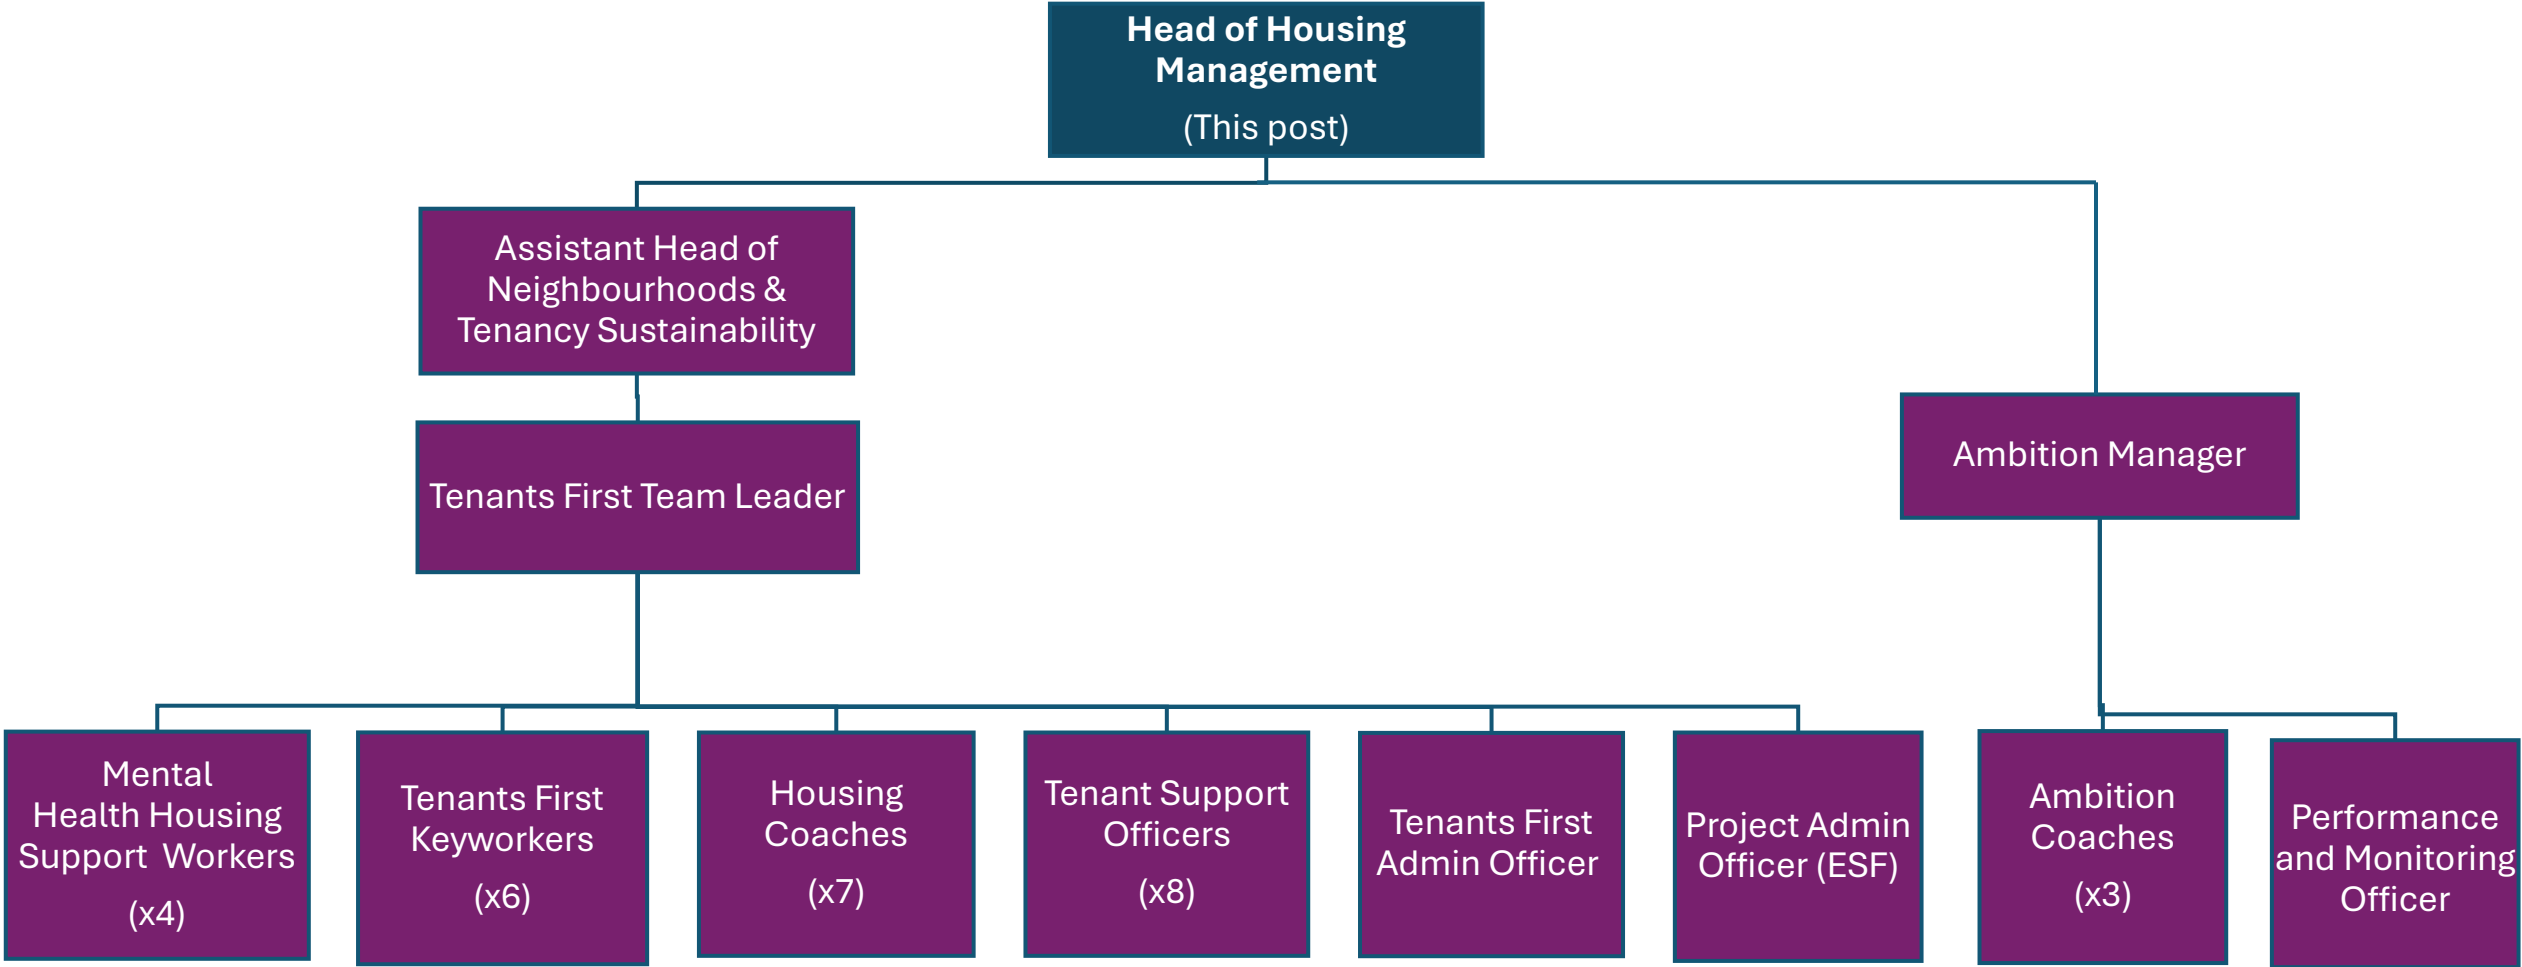 Head of Housing
Management
(This post)
Assistant Head of
Neighbourhoods &
Tenancy Sustainability
Tenants First Team Leader
Ambition Manager
Mental
Health Housing
Support  Workers
(x4)
Tenants First
Keyworkers
(x6)
Housing
Coaches
(x7)
Tenant Support
Officers
(x8)
Tenants First
Admin Officer
Project Admin
Officer (ESF)
Ambition
Coaches
(x3)
Performance
and Monitoring
Officer